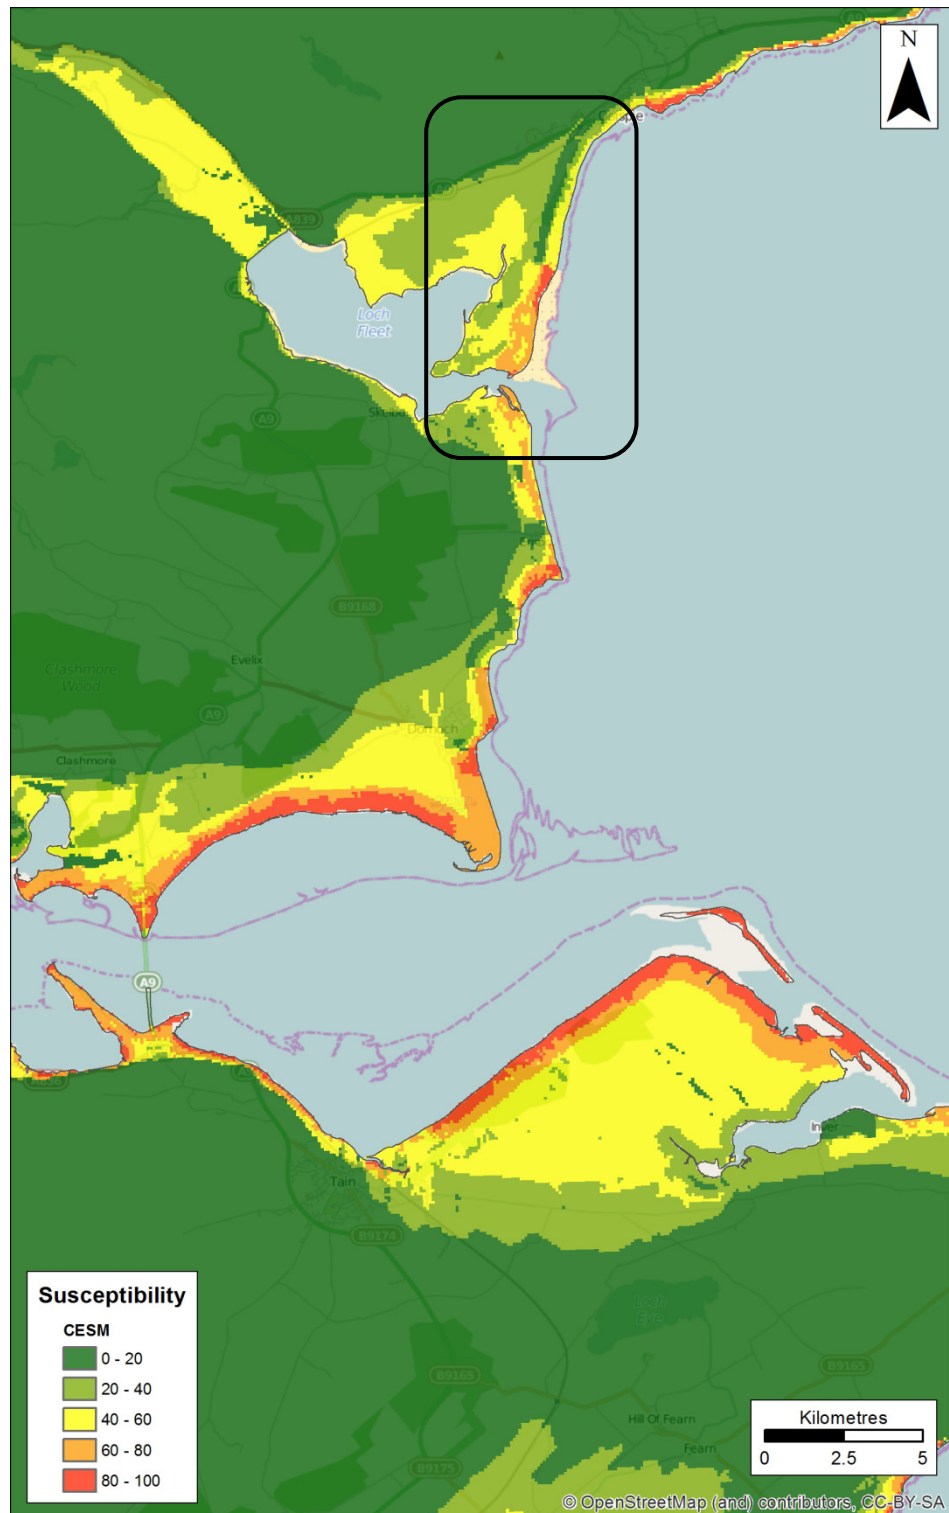 N
A839
Loch
Fleet
A9
B9168
Clashmore
Wood
Evelix
A9
Dornoch
Clashmore
A9
Inver
Tain
B9174
Loch
Eye
B9165
B9165
Hill Of Fearn
Fearn
B9175
Susceptibility
CESM
0 - 20
20 - 40
40 - 60
60 - 80
80 - 100
Kilometres
0 2.5 5
© OpenStreetMap (and) contributors, CC-BY-SA